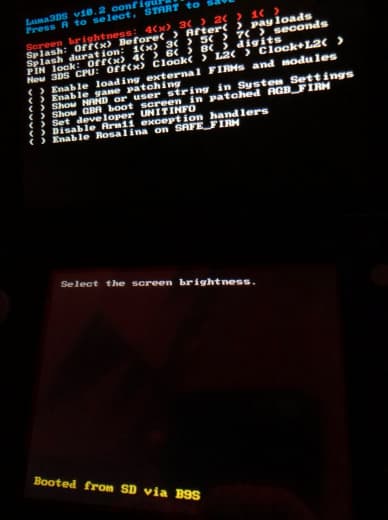 Luma3DS v10.2 configura
Press A to select, START to save
Screen brightness: 4(x) 3( ) 2( ) 1( )
Splash: Off(x) Before( ) After( ) payloads
Splash duration: 1(x) 3( ) 5( ) 7( ) seconds
PIN lock: Off(x) 4( ) 6( ) 8( ) digits
New 3DS CPU: Off(x) Clock( ) L2( ) Clock+L2( )
( ) Enable loading external FIRMs and modules
( ) Enable game patching
( ) Show NAND or user string in System Settings
( ) Show GBA boot screen in patched AGB_FIRM
( ) Set developer UNITINFO
( ) Disable Arm11 exception handlers
( ) Enable Rosalina on SAFE_FIRM
Select the screen brightness.
Booted from SD via B9S